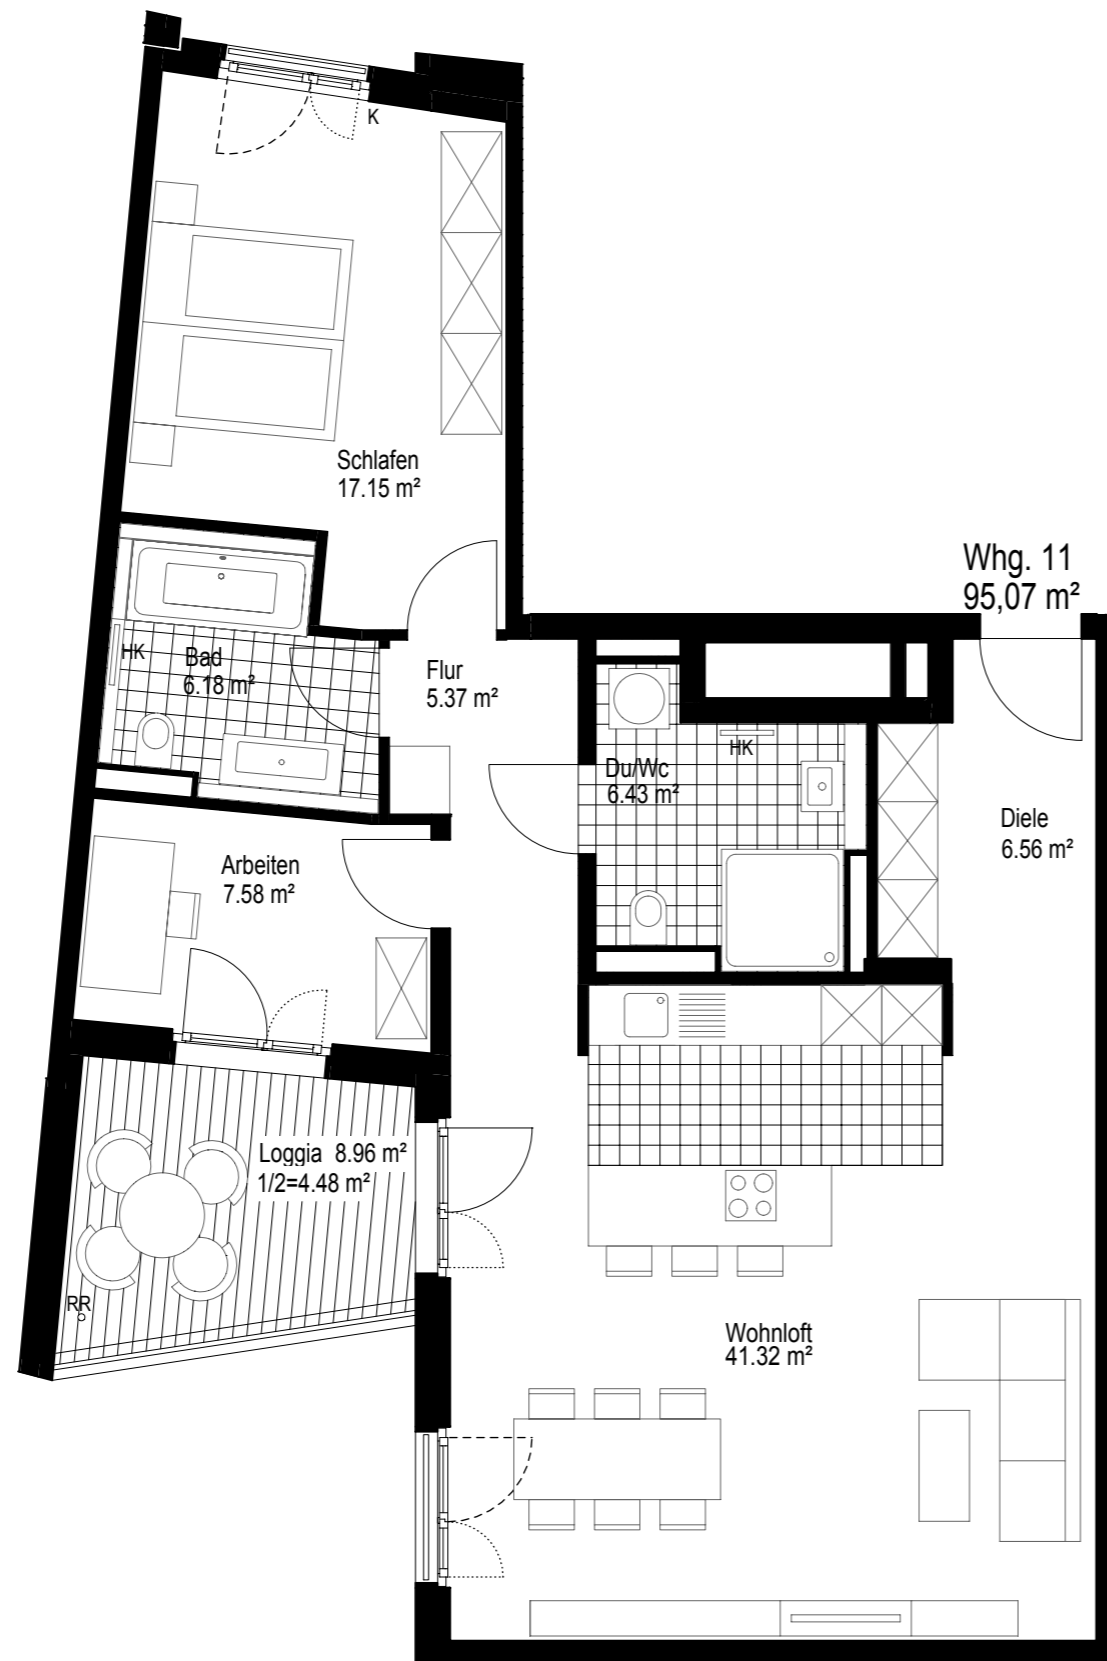 K
Schlafen
17.15 m²
Whg. 11
95,07 m²
HK
Bad
6.18 m²
Flur
5.37 m²
HK
Du/Wc
6.43 m²
Diele
6.56 m²
Arbeiten
7.58 m²
Loggia 8.96 m²
1/2=4.48 m²
RR
Wohnloft
41.32 m²